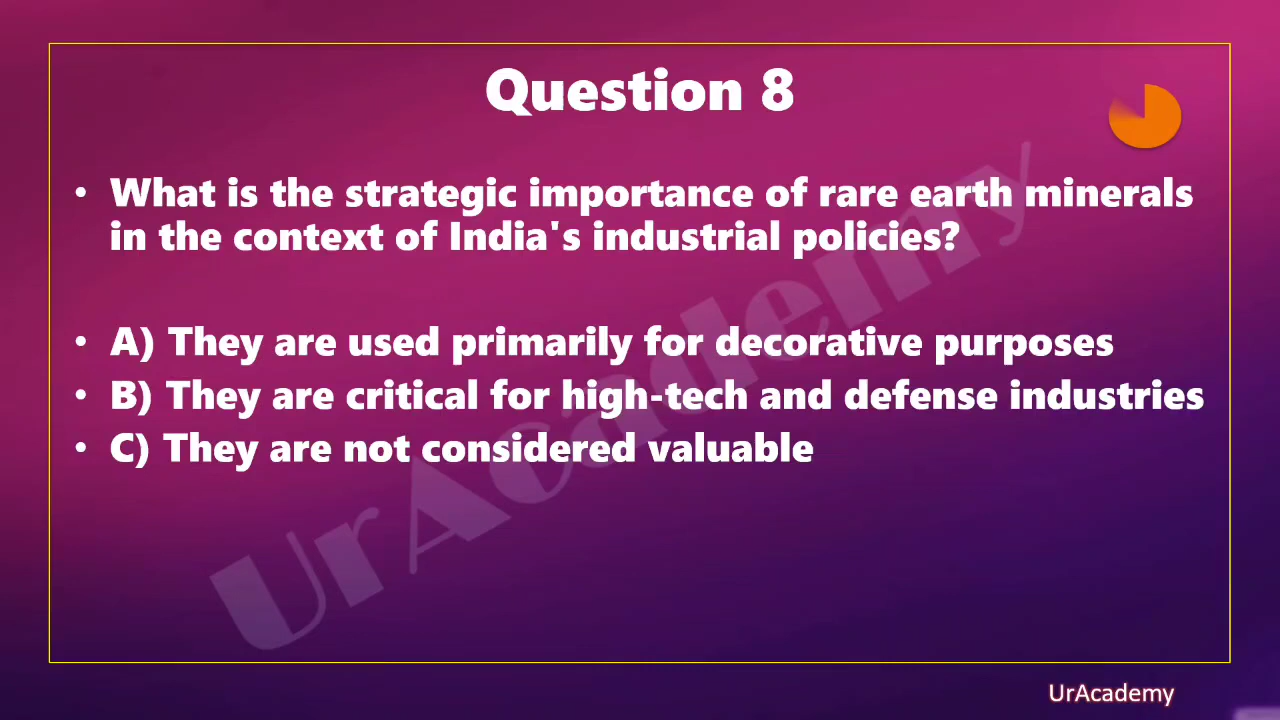 Question 8
• What is the strategic importance of rare earth minerals
in the context of India's industrial policies?
• A) They are used primarily for decorative purposes
• B) They are critical for high-tech and defense industries
• C) They are not considered valuable
UrAcademy
UrAcademy